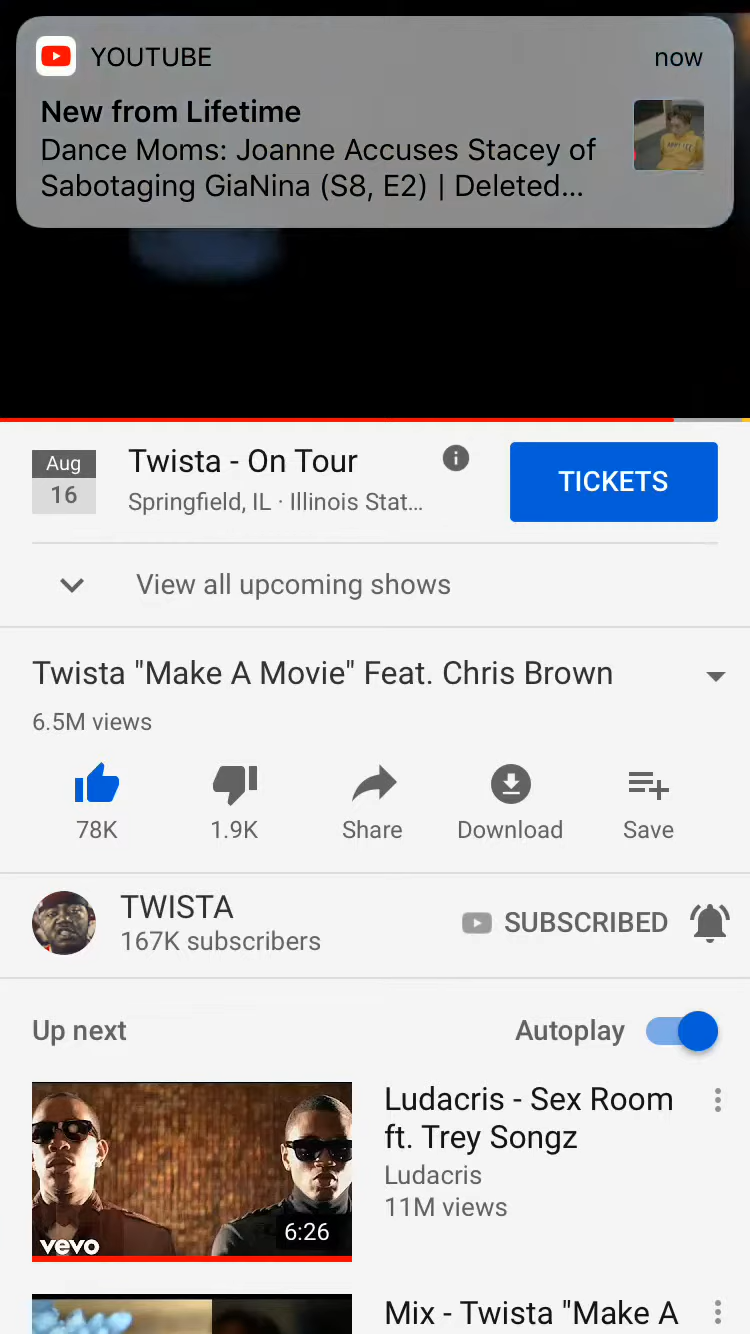 YOUTUBE
now
New from Lifetime
Dance Moms: Joanne Accuses Stacey of
Sabotaging GiaNina (S8, E2) | Deleted...
Aug
16
Twista - On Tour
Springfield, IL · Illinois Stat...
TICKETS
View all upcoming shows
Twista "Make A Movie" Feat. Chris Brown
6.5M views
78K
1.9K
Share
Download
Save
TWISTA
167K subscribers
SUBSCRIBED
Up next
Autoplay
Ludacris - Sex Room
ft. Trey Songz
Ludacris
11M views
6:26
vevo
Mix - Twista "Make A